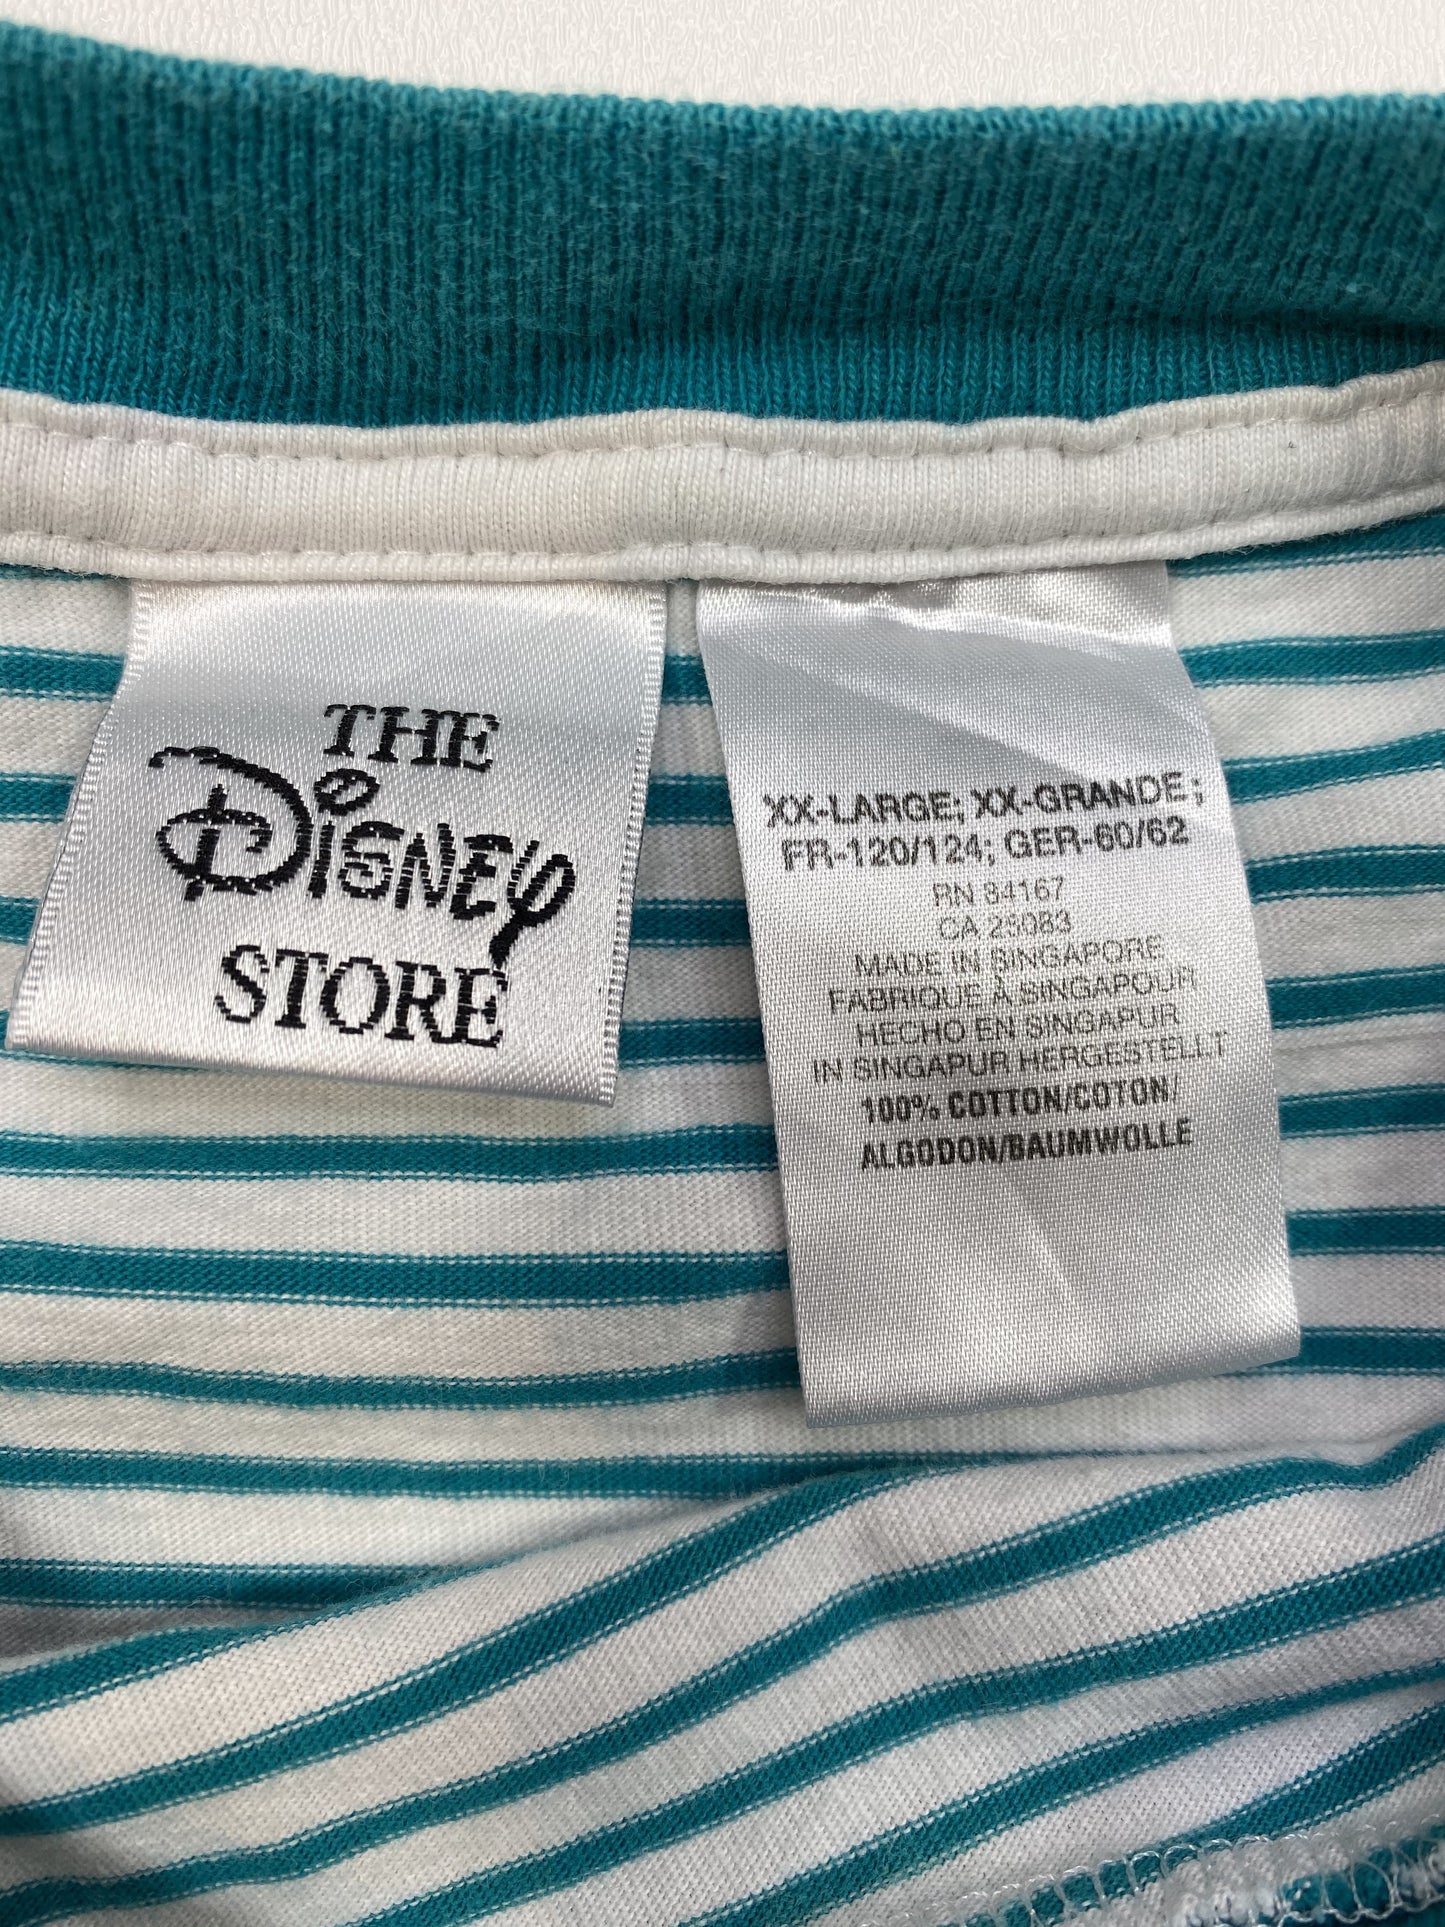 THE
Disney
STORE
XX-LARGE; XX-GRANDE;
FR-120/124; GER-60/62
RN 84167
CA 25083
MADE IN SINGAPORE
FABRIQUE À SINGAPOUR
HECHO EN SINGAPUR
IN SINGAPUR HERGESTELLT
100% COTTON/COTON/
ALGODON/BAUMWOLLE